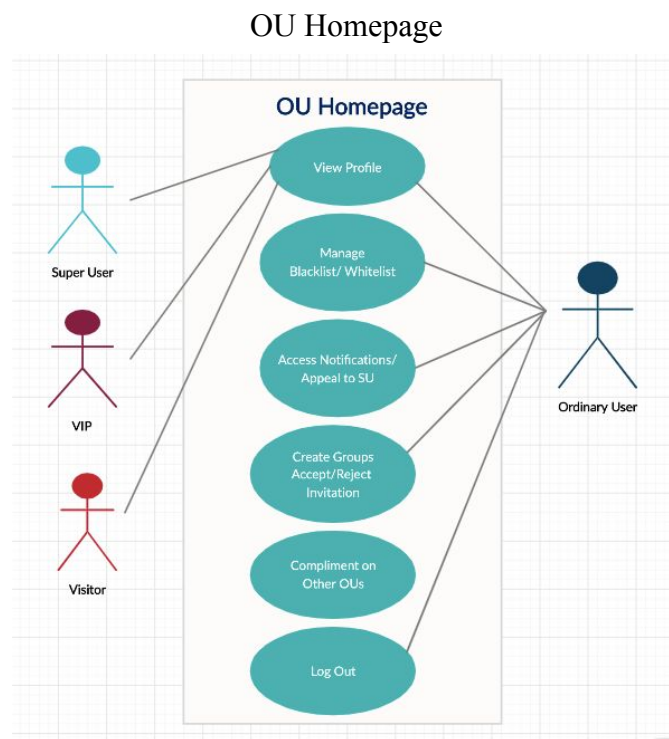 OU Homepage
OU Homepage
View Profile
Manage
Blacklist/ Whitelist
Access Notifications/
Appeal to SU
Create Groups
Accept/Reject
Invitation
Compliment on
Other OUs
Log Out
Super User
VIP
Visitor
Ordinary User